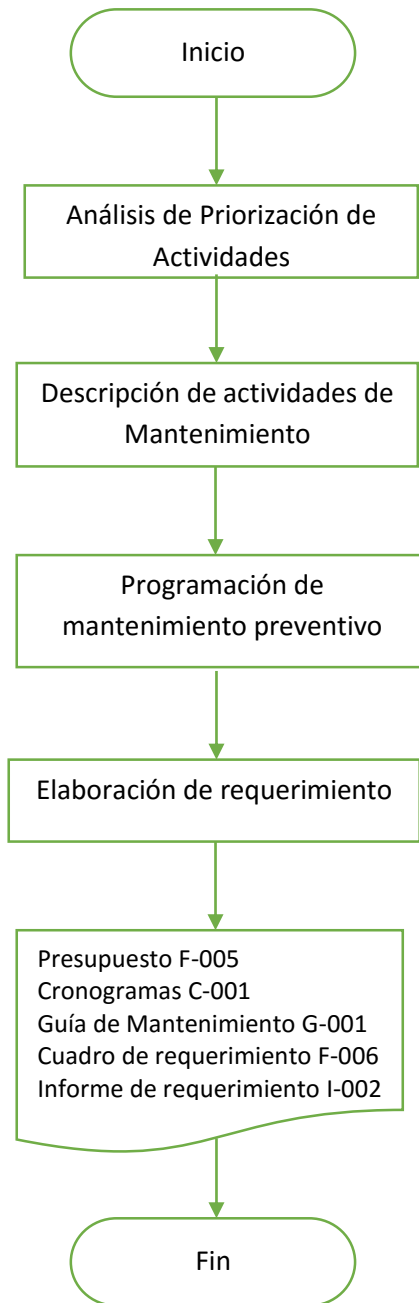 Inicio
Análisis de Priorización de
Actividades
Descripción de actividades de
Mantenimiento
Programación de
mantenimiento preventivo
Elaboración de requerimiento
Presupuesto F-005
Cronogramas C-001
Guía de Mantenimiento G-001
Cuadro de requerimiento F-006
Informe de requerimiento I-002
Fin